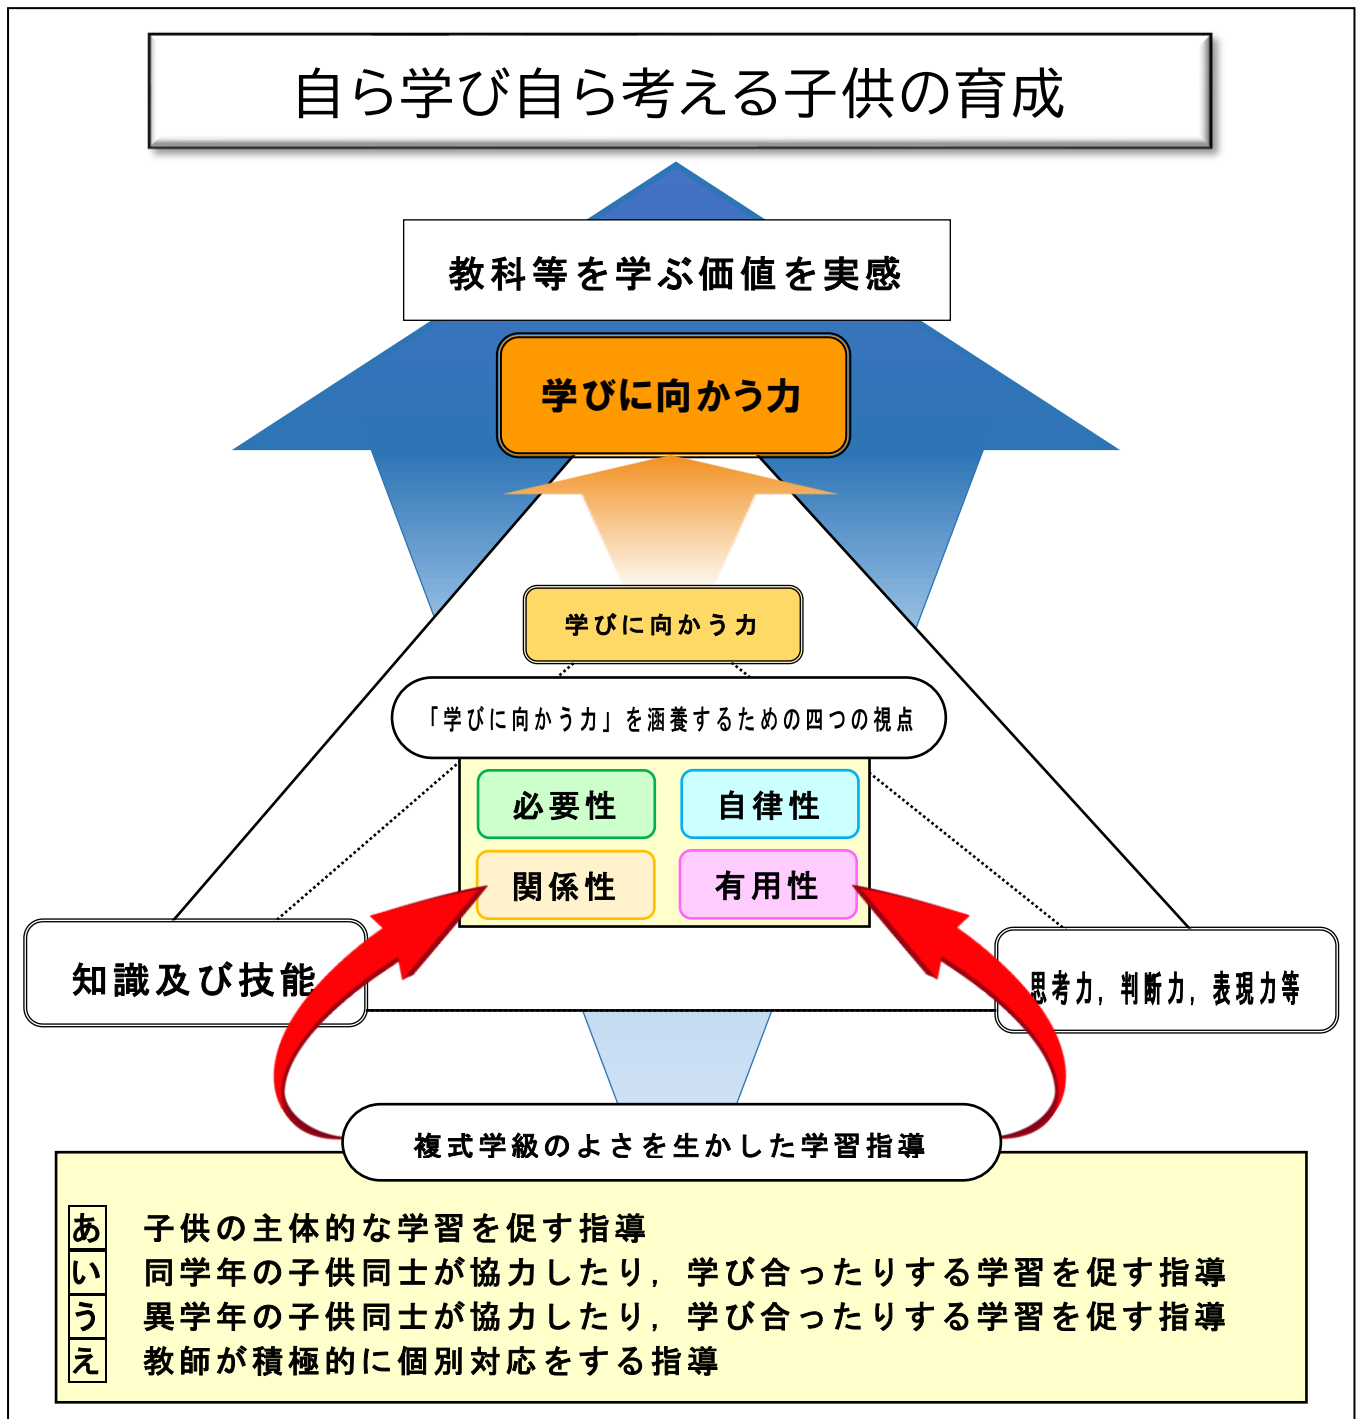 自ら学び自ら考える子供の育成
教科等を学ぶ価値を実感
学びに向かう力
学びに向かう力
「学びに向かう力」を涵養するための四つの視点
必要性
自律性
関係性
有用性
知識及び技能
思考力，判断力，表現力等
複式学級のよさを生かした学習指導
あ　子供の主体的な学習を促す指導
い　同学年の子供同士が協力したり，学び合ったりする学習を促す指導
う　異学年の子供同士が協力したり，学び合ったりする学習を促す指導
え　教師が積極的に個別対応をする指導